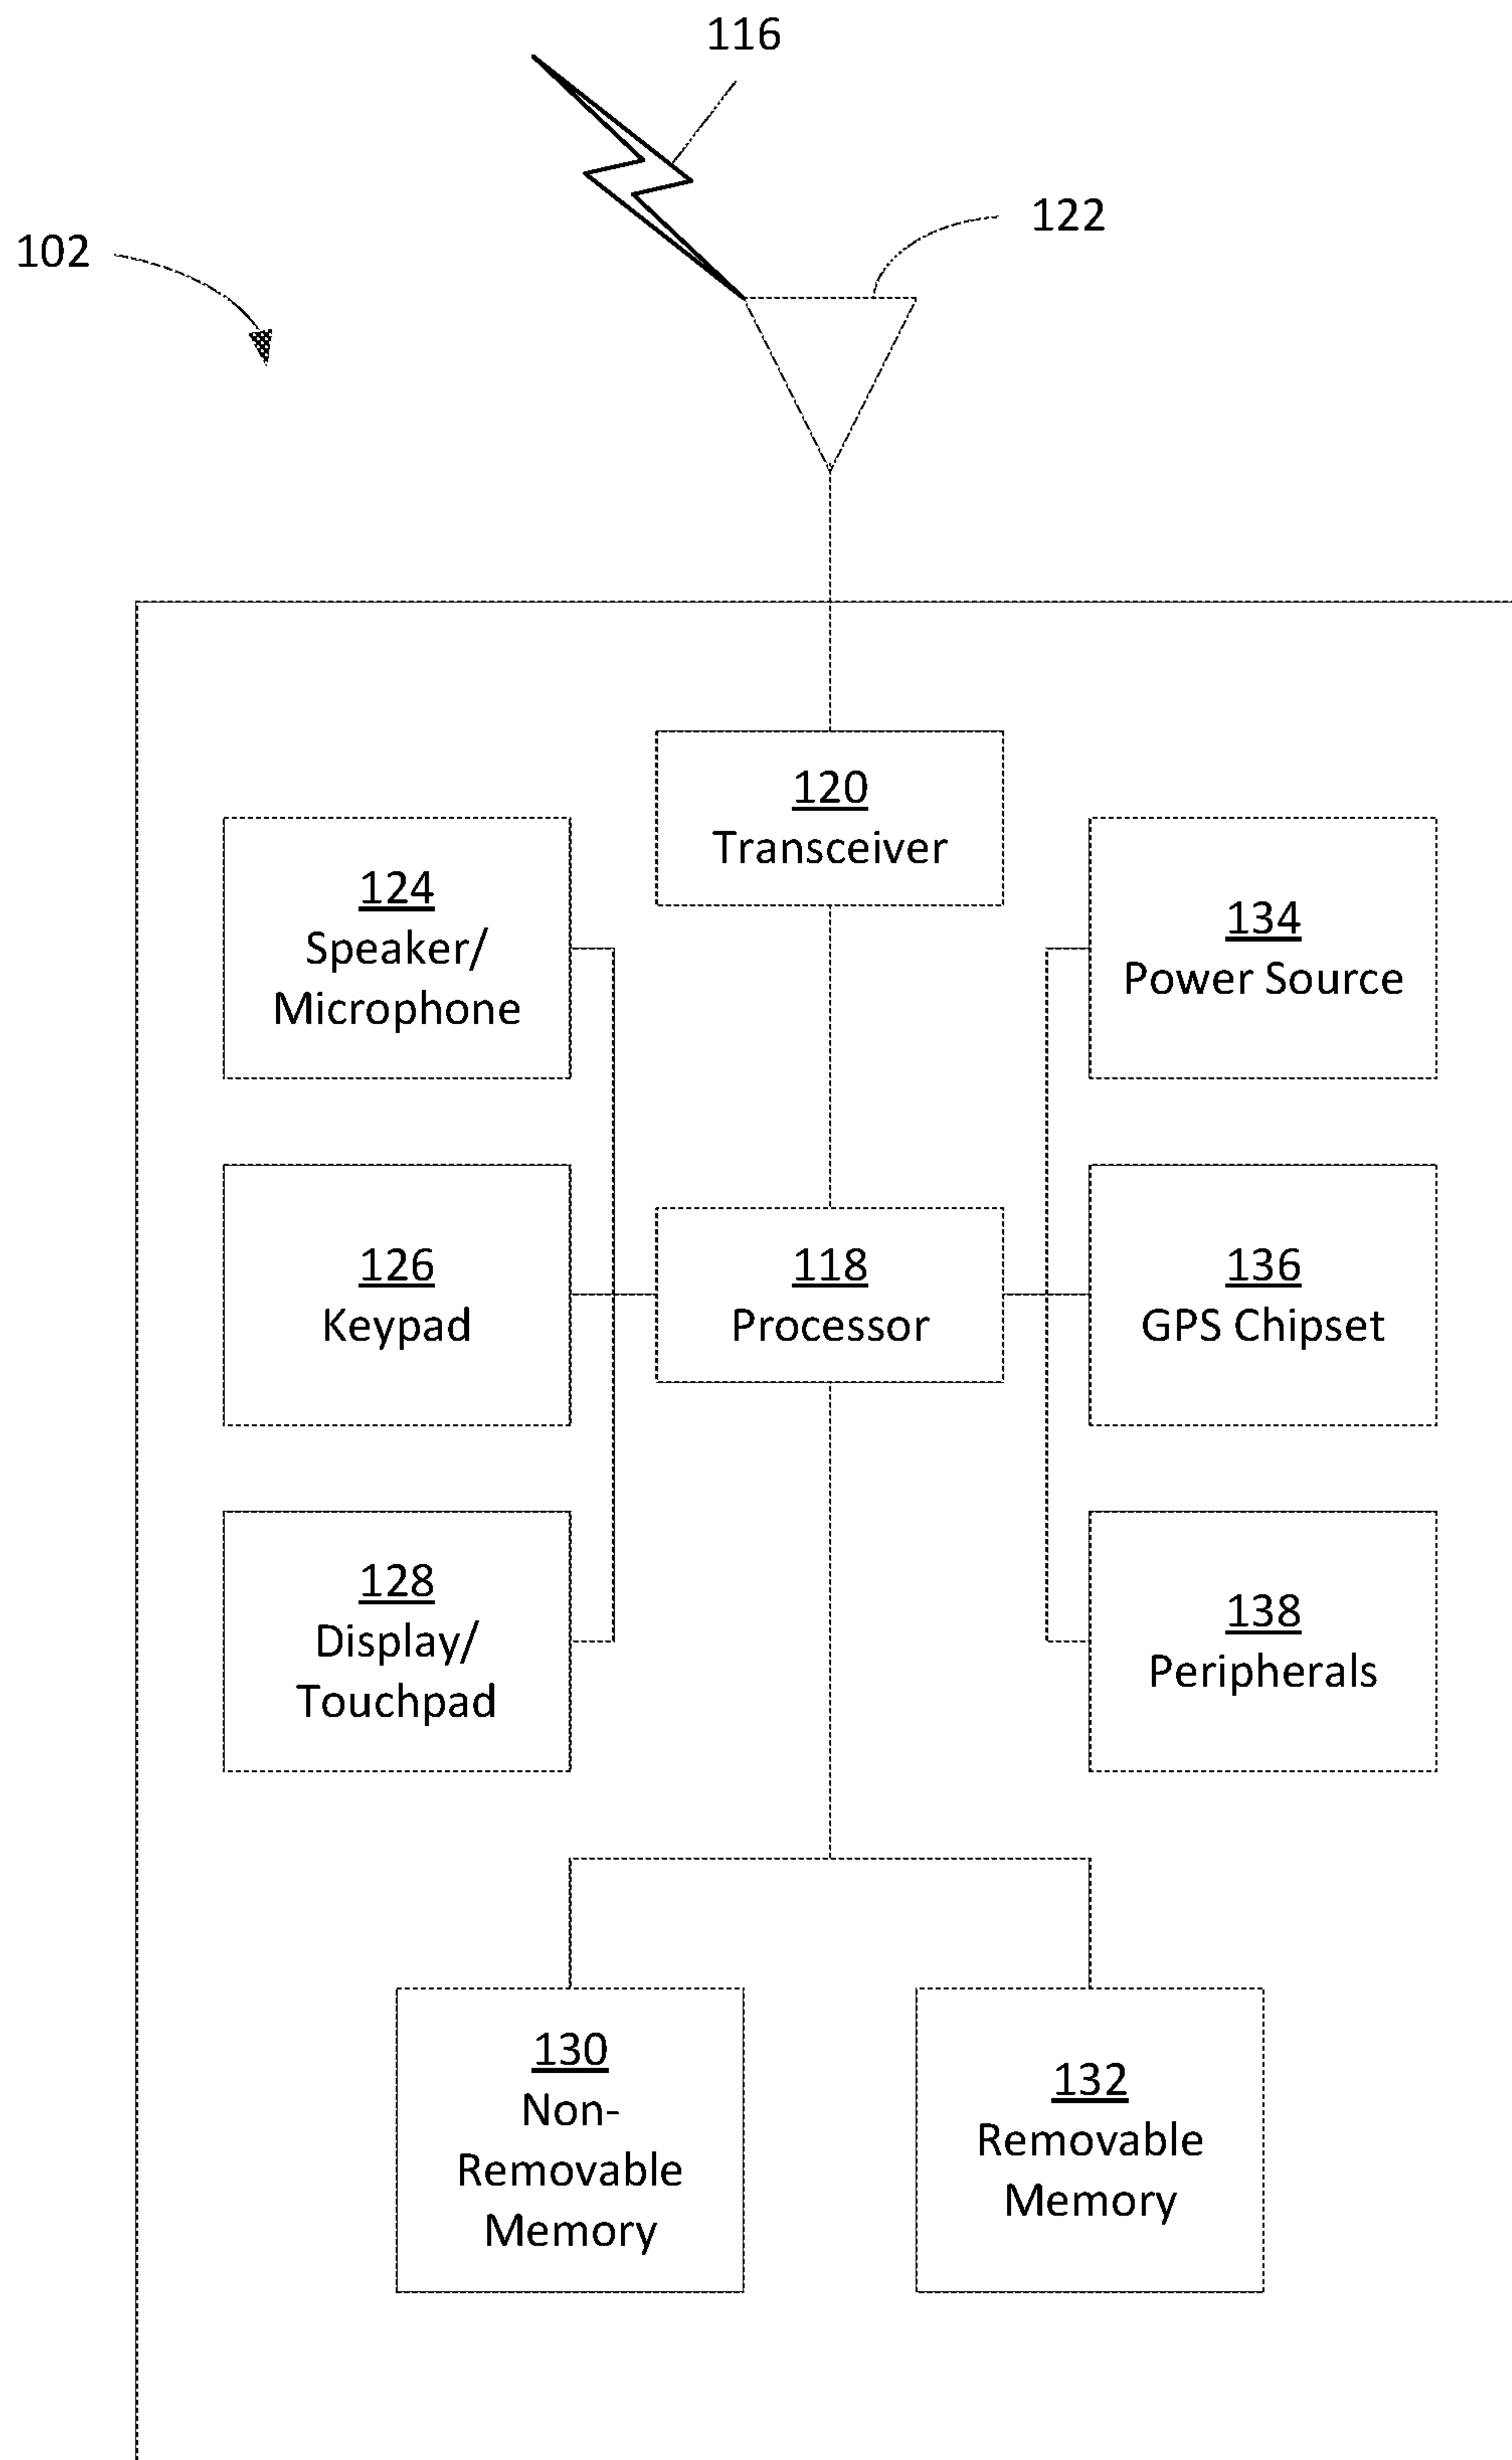 116
122
102
120
Transceiver
124
Speaker/
Microphone
134
Power Source
126
Keypad
118
Processor
136
GPS Chipset
128
Display/
Touchpad
138
Peripherals
130
Non-
Removable
Memory
132
Removable
Memory